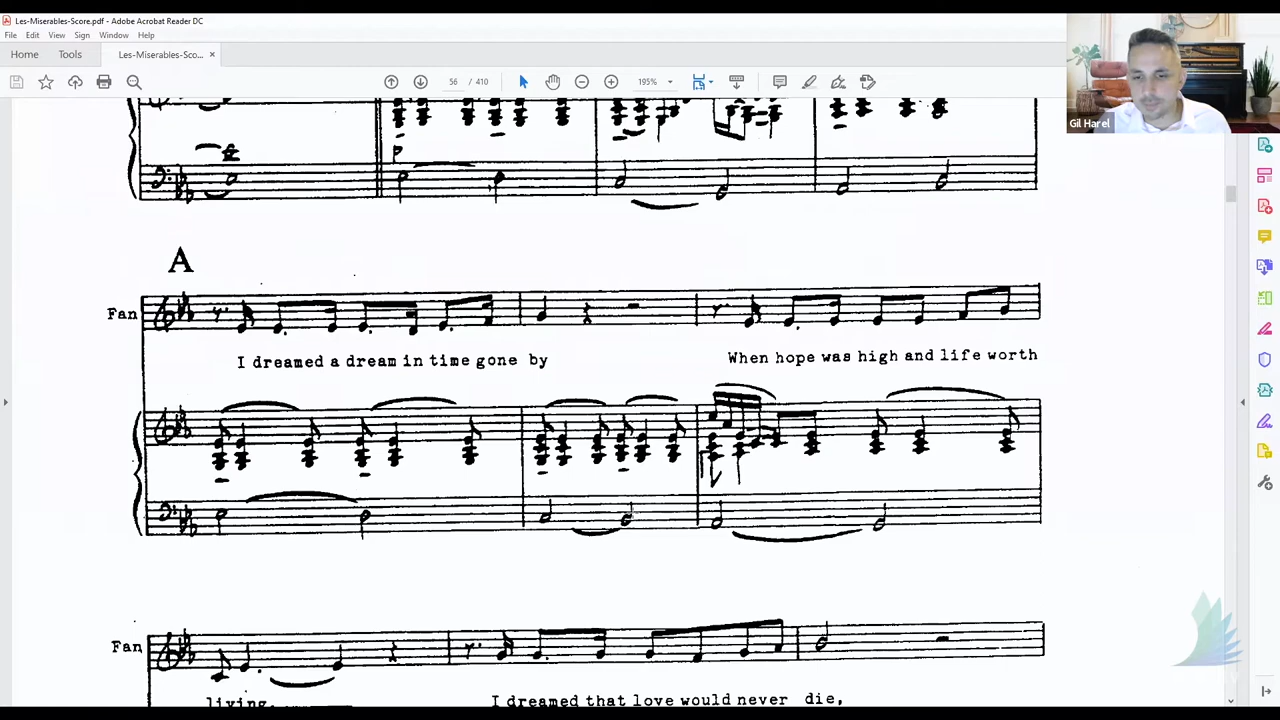 Les-Miserables-Score.pdf - Adobe Acrobat Reader DC
File Edit View Sign Window Help
Home Tools Les-Miserables-Sco... ×
56 / 410 195%
Gil Harel
p
A
Fan
I dreamed a dream in time gone by When hope was high and life worth
Fan
living. I dreamed that love would never die,